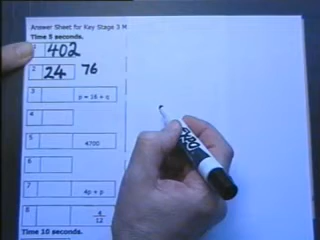 Answer Sheet for Key Stage 3 M
Time 5 seconds.
1 402
2 24 76
3 p = 16 + q
4
5 4700
6
7 4p + p
8 4/12
Time 10 seconds.
EXPO